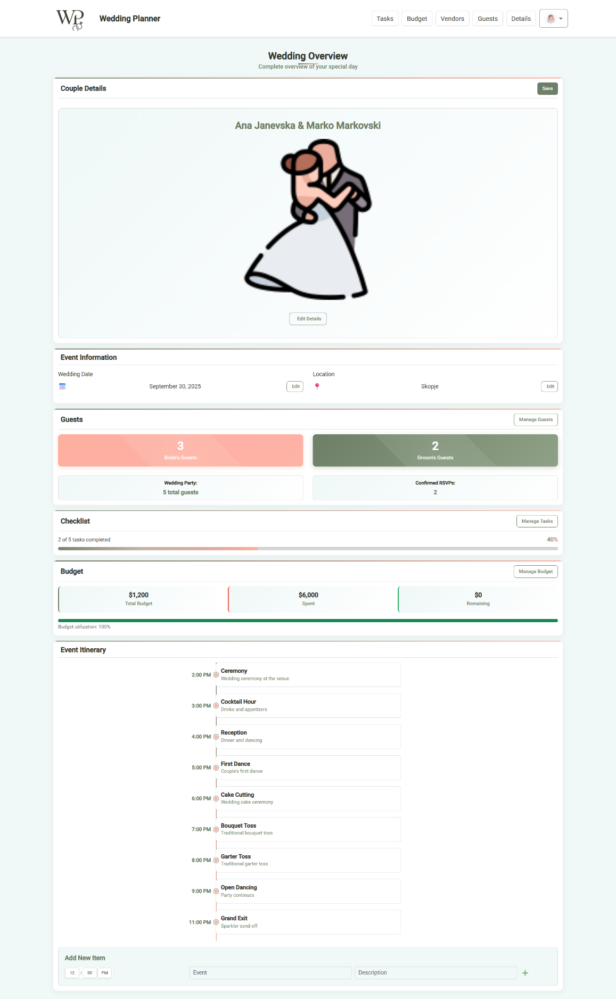 WP
Wedding Planner
Tasks
Budget
Vendors
Guests
Details
Wedding Overview
Complete overview of your special day
Couple Details
Save
Ana Janevska & Marko Markovski
Edit Details
Event Information
Wedding Date
Location
September 30, 2025
Edit
Skopje
Edit
Guests
Manage Guests
3
Bride's Guests
2
Groom's Guests
Wedding Party:
5 total guests
Confirmed RSVPs:
2
Checklist
Manage Tasks
2 of 5 tasks completed
40%
Budget
Manage Budget
$1,200
Total Budget
$6,000
Spent
$0
Remaining
Budget utilization: 100%
Event Itinerary
2:00 PM
Ceremony
Wedding ceremony at the venue
3:00 PM
Cocktail Hour
Drinks and appetizers
4:00 PM
Reception
Dinner and dancing
5:00 PM
First Dance
Couple's first dance
6:00 PM
Cake Cutting
Wedding cake ceremony
7:00 PM
Bouquet Toss
Traditional bouquet toss
8:00 PM
Garter Toss
Traditional garter toss
9:00 PM
Open Dancing
Party continues
11:00 PM
Grand Exit
Sparkler send-off
Add New Item
12 : 00 PM
Event
Description
+